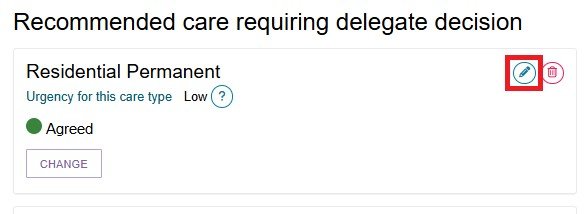 Recommended care requiring delegate decision
Residential Permanent
Urgency for this care type Low ?
Agreed
CHANGE